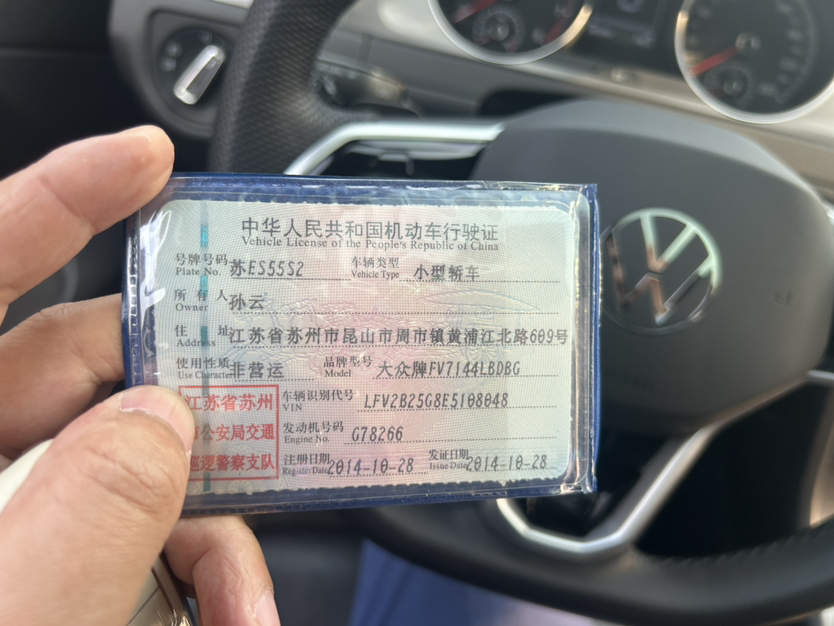 中华人民共和国机动车行驶证
Vehicle License of the People's Republic of China
号牌号码 苏ES55S2 车辆类型 小型轿车
Plate No. Vehicle Type
所有人 孙云
Owner
住址 江苏省苏州市昆山市周市镇黄浦江北路609号
Address
使用性质 非营运 品牌型号 大众牌FV7144LBDBG
Use Character Model
江苏省苏州 车辆识别代号 LFV2B25G8E5108048
VIN
公安局交通 发动机号码 G78266
Engine No.
巡逻警察支队 注册日期 2014-10-28 发证日期 2014-10-28
Register Date Issue Date